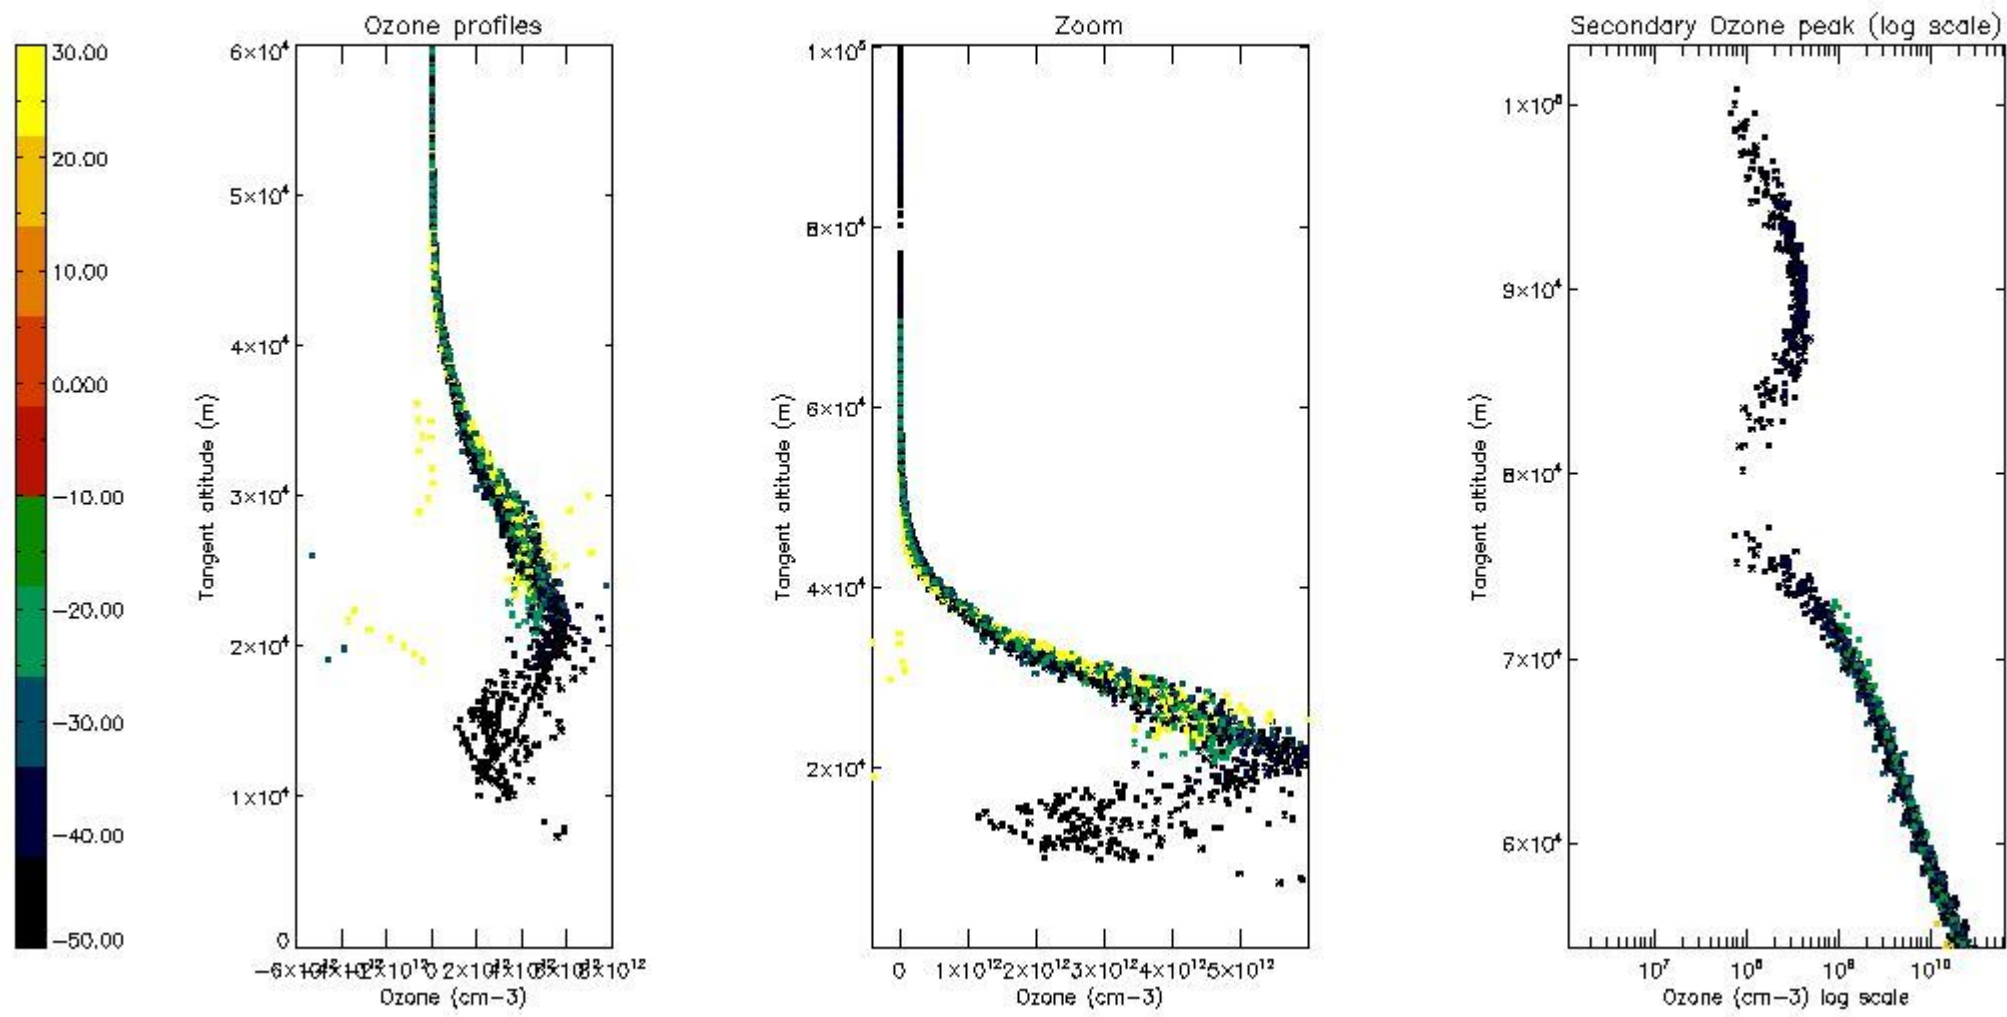 Ozone profiles
Zoom
Secondary Ozone peak (log scale)
30.00
20.00
10.00
0.000
−10.00
−20.00
−30.00
−40.00
−50.00
Tangent altitude (m)
6×10⁴
5×10⁴
4×10⁴
3×10⁴
2×10⁴
1×10⁴
0
0
8×10¹²
Ozone (cm−3)
Tangent altitude (m)
1×10⁵
8×10⁴
6×10⁴
4×10⁴
2×10⁴
0 1×10¹² 2×10¹² 3×10¹² 4×10¹² 5×10¹²
Ozone (cm−3)
Tangent altitude (m)
9×10⁴
8×10⁴
7×10⁴
6×10⁴
10⁷ 10⁸ 10⁹ 10¹⁰
Ozone (cm−3) log scale